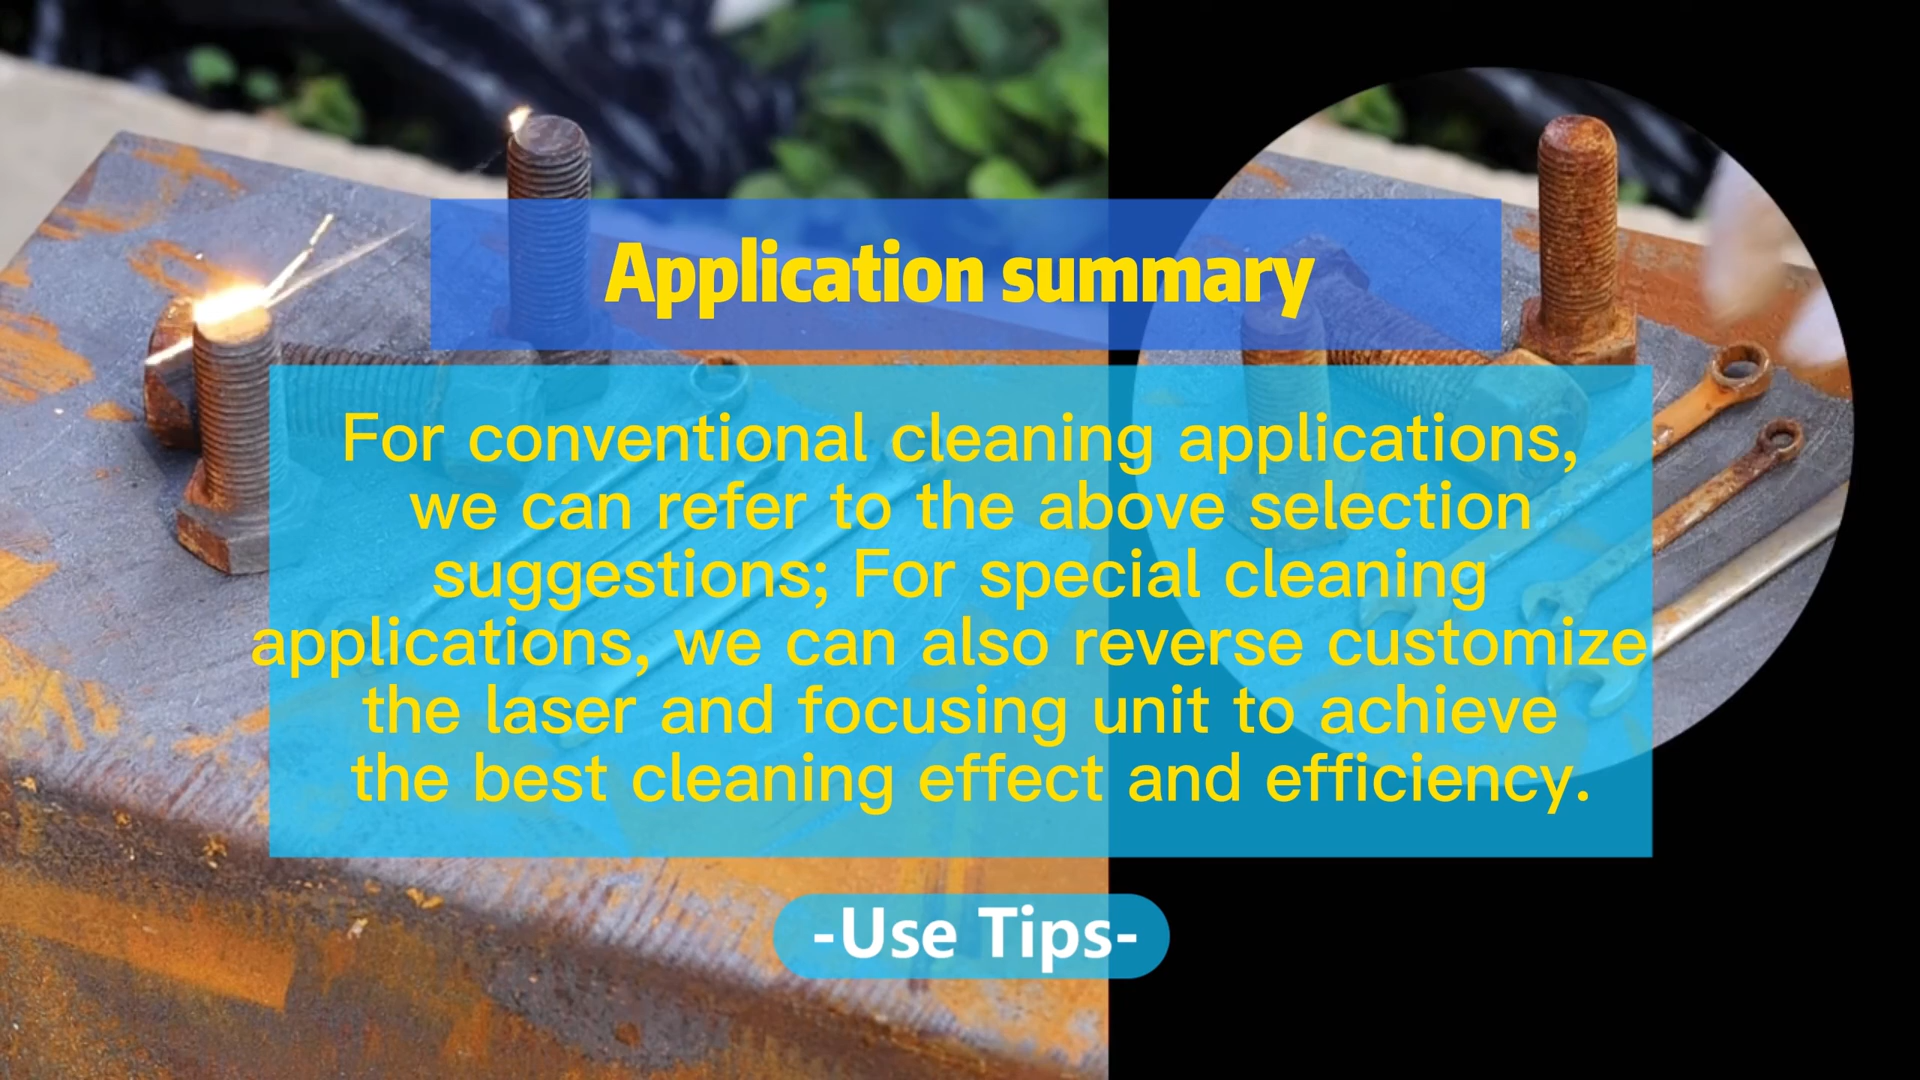 Application summary
For conventional cleaning applications,
we can refer to the above selection
suggestions; For special cleaning
applications, we can also reverse customize
the laser and focusing unit to achieve
the best cleaning effect and efficiency.
-Use Tips-